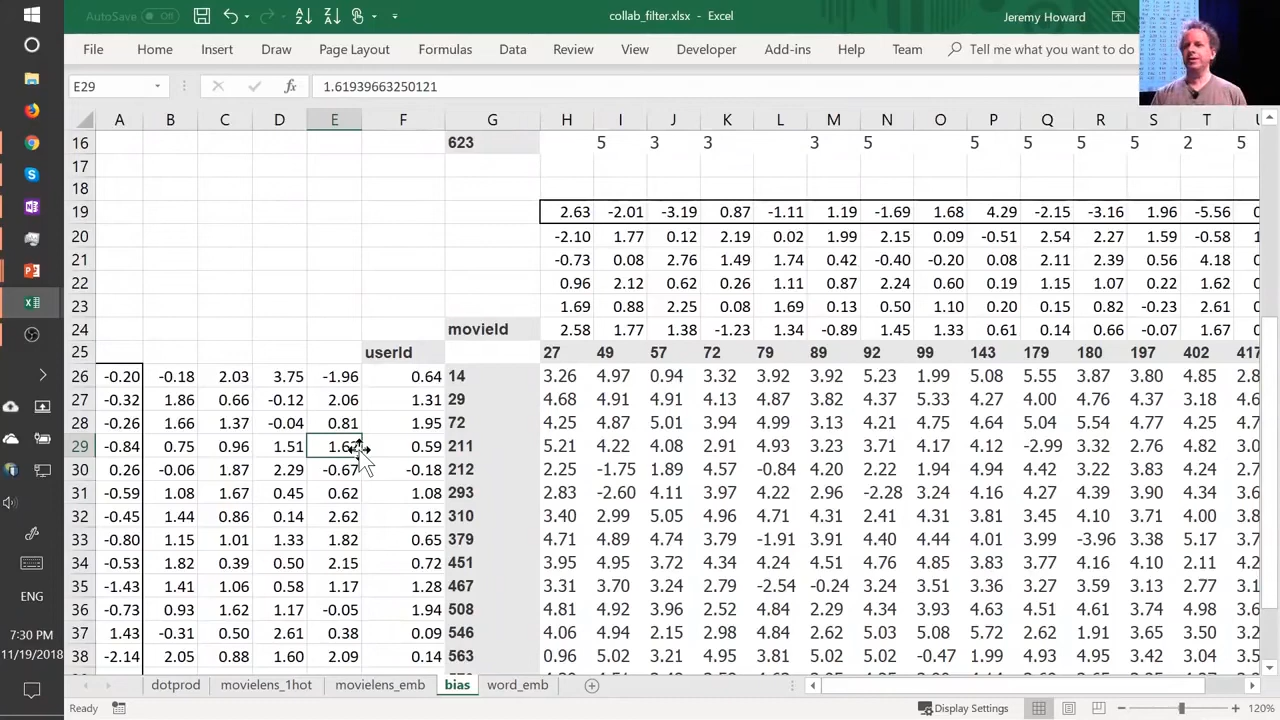 AutoSave Off collab_filter.xlsx - Excel Jeremy Howard
File Home Insert Draw Page Layout Formulas Data Review View Developer Add-ins Help Team Tell me what you want to do
E29 fx 1.61939663250121
A B C D E F G H I J K L M N O P Q R S T U
16 623 5 3 3 3 5 5 5 5 5 2 5
17
18
19 2.63 -2.01 -3.19 0.87 -1.11 1.19 -1.69 1.68 4.29 -2.15 -3.16 1.96 -5.56
20 -2.10 1.77 0.12 2.19 0.02 1.99 2.15 0.09 -0.51 2.54 2.27 1.59 -0.58
21 -0.73 0.08 2.76 1.49 1.74 0.42 -0.40 -0.20 0.08 2.11 2.39 0.56 4.18
22 0.96 2.12 0.62 0.26 1.11 0.87 2.24 0.60 0.19 1.15 1.07 0.22 1.62
23 1.69 0.88 2.25 0.08 1.69 0.13 0.50 1.10 0.20 0.15 0.82 -0.23 2.61
24 movieId 2.58 1.77 1.38 -1.23 1.34 -0.89 1.45 1.33 0.61 0.14 0.66 -0.07 1.67
25 userId 27 49 57 72 79 89 92 99 143 179 180 197 402 417
26 -0.20 -0.18 2.03 3.75 -1.96 0.64 14 3.26 4.97 0.94 3.32 3.92 3.92 5.23 1.99 5.08 5.55 3.87 3.80 4.85 2.8
27 -0.32 1.86 0.66 -0.12 2.06 1.31 29 4.68 4.91 4.91 4.13 4.87 3.82 4.37 5.33 4.27 4.00 4.76 4.37 3.18 4.6
28 -0.26 1.66 1.37 -0.04 0.81 1.95 72 4.25 4.87 5.01 3.94 4.99 3.13 4.21 4.75 4.64 5.04 4.53 4.77 3.77 4.6
29 -0.84 0.75 0.96 1.51 0.59 211 5.21 4.22 4.08 2.91 4.93 3.23 3.71 4.17 4.12 -2.99 3.32 2.76 4.82 3.0
30 0.26 -0.06 1.87 2.29 -0.67 -0.18 212 2.25 -1.75 1.89 4.57 -0.84 4.20 2.22 1.94 4.94 4.42 3.22 3.83 4.24 2.7
31 -0.59 1.08 1.67 0.45 0.62 1.08 293 2.83 -2.60 4.11 3.97 4.22 2.96 -2.28 3.24 4.16 4.27 4.39 4.10 4.34 3.6
32 -0.45 1.44 0.86 0.14 2.62 0.12 310 3.40 2.99 5.05 4.96 4.71 4.31 2.41 4.31 3.81 3.45 4.10 3.71 4.00 4.9
33 -0.80 1.15 1.01 1.33 1.82 0.65 379 4.71 4.89 4.74 3.79 -1.91 3.91 4.40 4.44 4.01 3.99 -3.96 3.38 5.17 3.7
34 -0.53 1.82 0.39 0.50 2.15 0.72 451 3.95 4.95 3.72 4.34 4.24 4.51 4.76 4.85 3.83 3.77 4.16 4.10 2.11 4.2
35 -1.43 1.41 1.06 0.58 1.17 1.28 467 3.31 3.70 3.24 2.79 -2.54 -0.24 3.24 3.51 3.36 3.27 3.59 3.13 2.77 3.1
36 -0.73 0.93 1.62 1.17 -0.05 1.94 508 4.81 4.92 3.96 2.52 4.84 2.29 4.34 4.93 4.63 4.51 4.61 3.74 4.98 3.6
37 1.43 -0.31 0.50 2.61 0.38 0.09 546 4.06 4.94 2.15 2.98 4.84 2.62 5.03 5.08 5.72 2.62 1.91 3.65 3.50 3.2
38 -2.14 2.05 0.88 1.60 2.09 0.14 563 0.96 5.02 3.21 4.95 3.81 5.02 5.02 -0.47 1.99 4.93 4.95 3.42 3.04 3.5
ENG
7:30 PM
11/19/2018
dotprod movielens_1hot movielens_emb bias word_emb
Ready Display Settings 120%